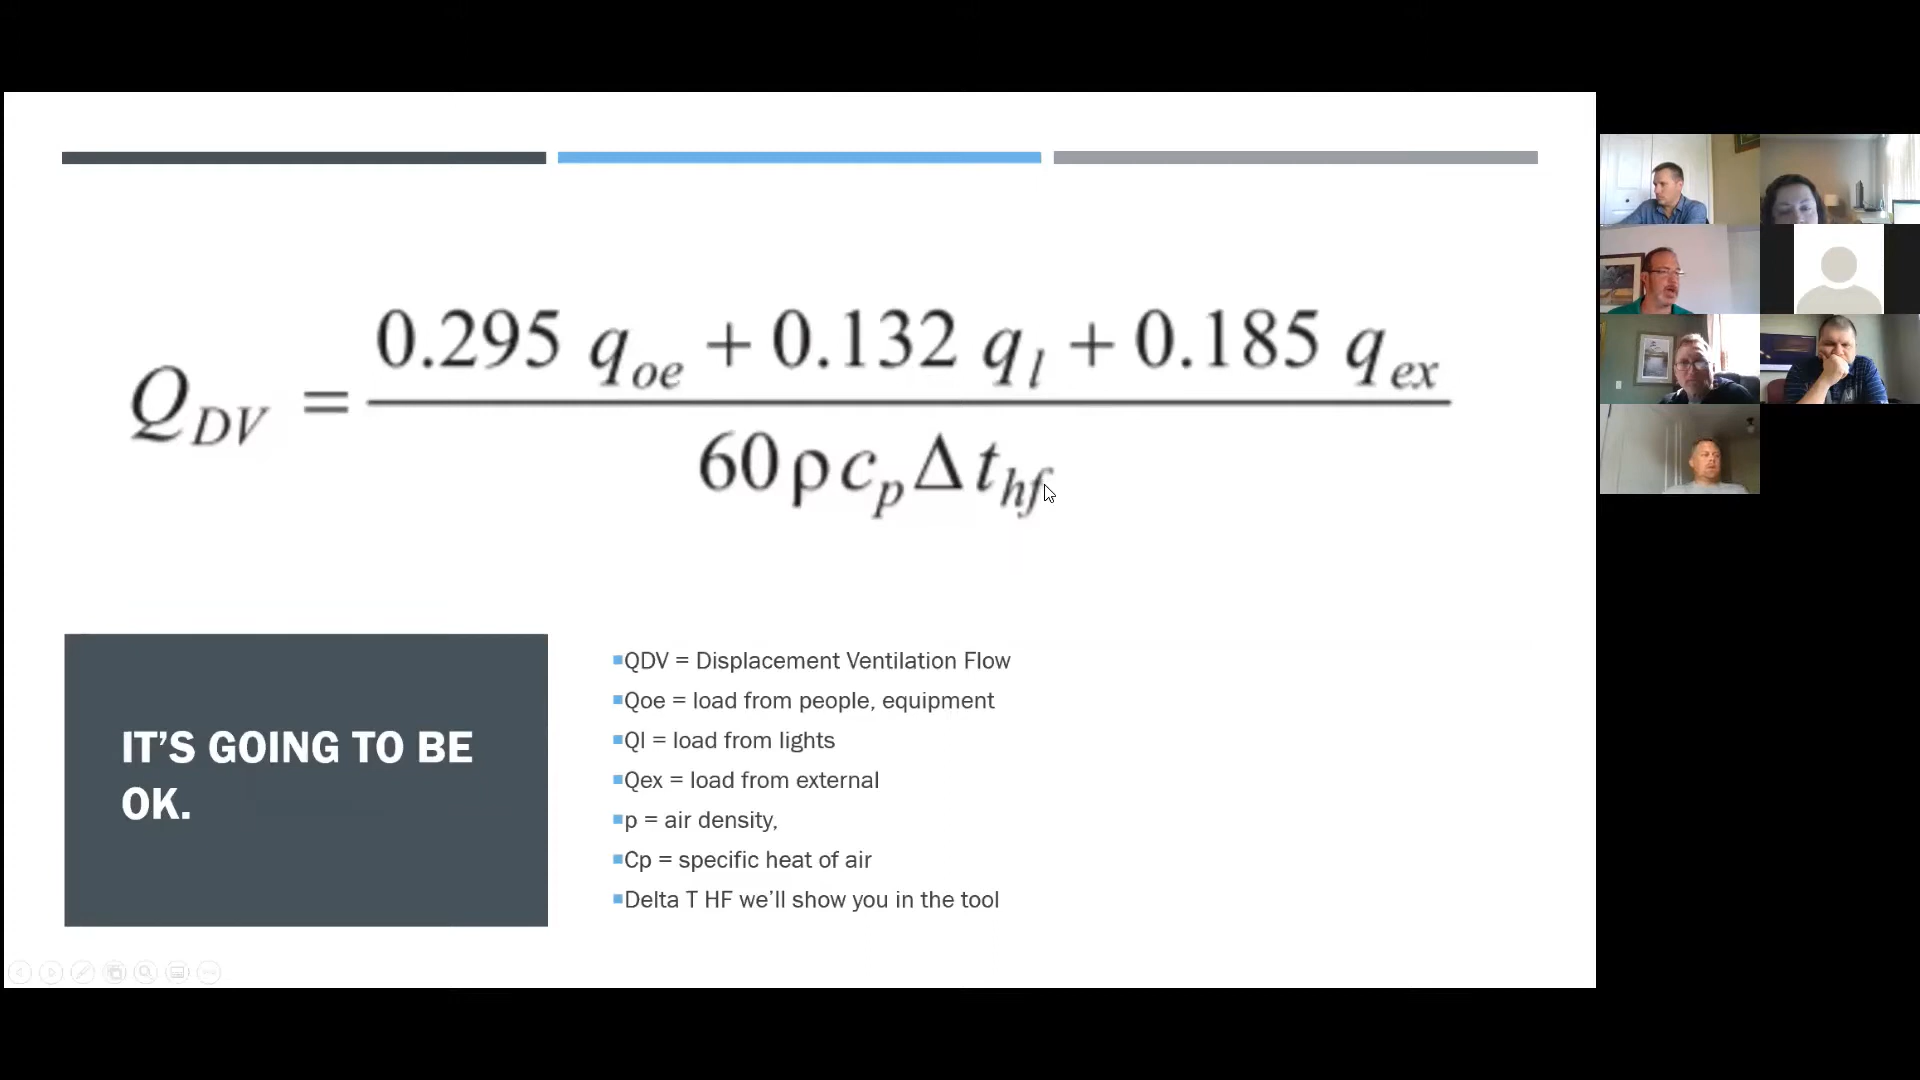 Q_DV = (0.295 q_oe + 0.132 q_l + 0.185 q_ex) / (60 ρ c_p Δ t_hf)
IT’S GOING TO BE
OK.
QDV = Displacement Ventilation Flow
Qoe = load from people, equipment
Ql = load from lights
Qex = load from external
p = air density,
Cp = specific heat of air
Delta T HF we’ll show you in the tool